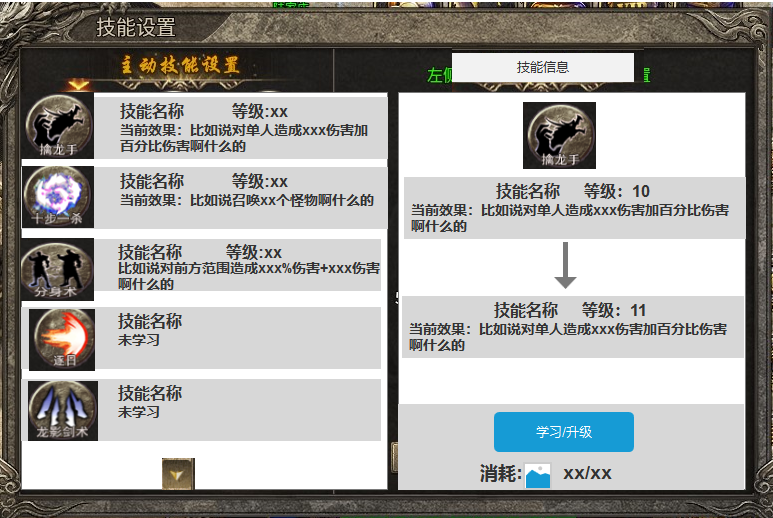 技能设置
主动技能设置
技能信息
左侧
置
擒龙手
技能名称 等级:xx
当前效果：比如说对单人造成xxx伤害加
百分比伤害啊什么的
十步一杀
技能名称 等级:xx
当前效果：比如说召唤xx个怪物啊什么的
分身术
技能名称 等级:xx
比如说对前方范围造成xxx%伤害+xxx伤害
啊什么的
逐日
技能名称
未学习
龙影剑术
技能名称
未学习
擒龙手
技能名称 等级：10
当前效果：比如说对单人造成xxx伤害加百分比伤害
啊什么的
技能名称 等级：11
当前效果：比如说对单人造成xxx伤害加百分比伤害
啊什么的
学习/升级
消耗: xx/xx